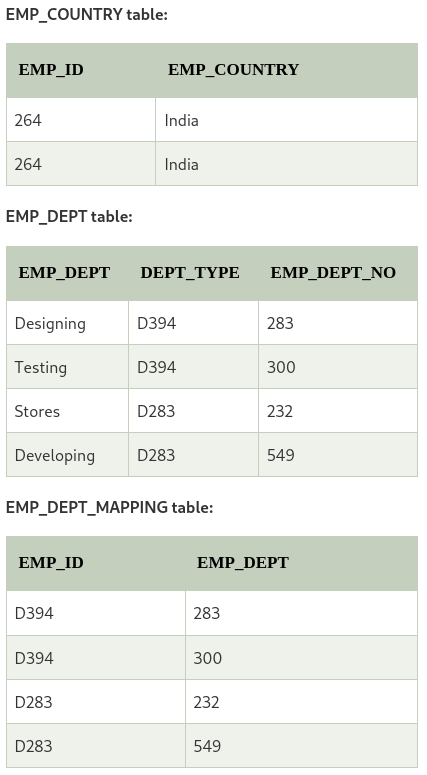 EMP_COUNTRY table:
EMP_ID EMP_COUNTRY
264 India
264 India
EMP_DEPT table:
EMP_DEPT DEPT_TYPE EMP_DEPT_NO
Designing D394 283
Testing D394 300
Stores D283 232
Developing D283 549
EMP_DEPT_MAPPING table:
EMP_ID EMP_DEPT
D394 283
D394 300
D283 232
D283 549